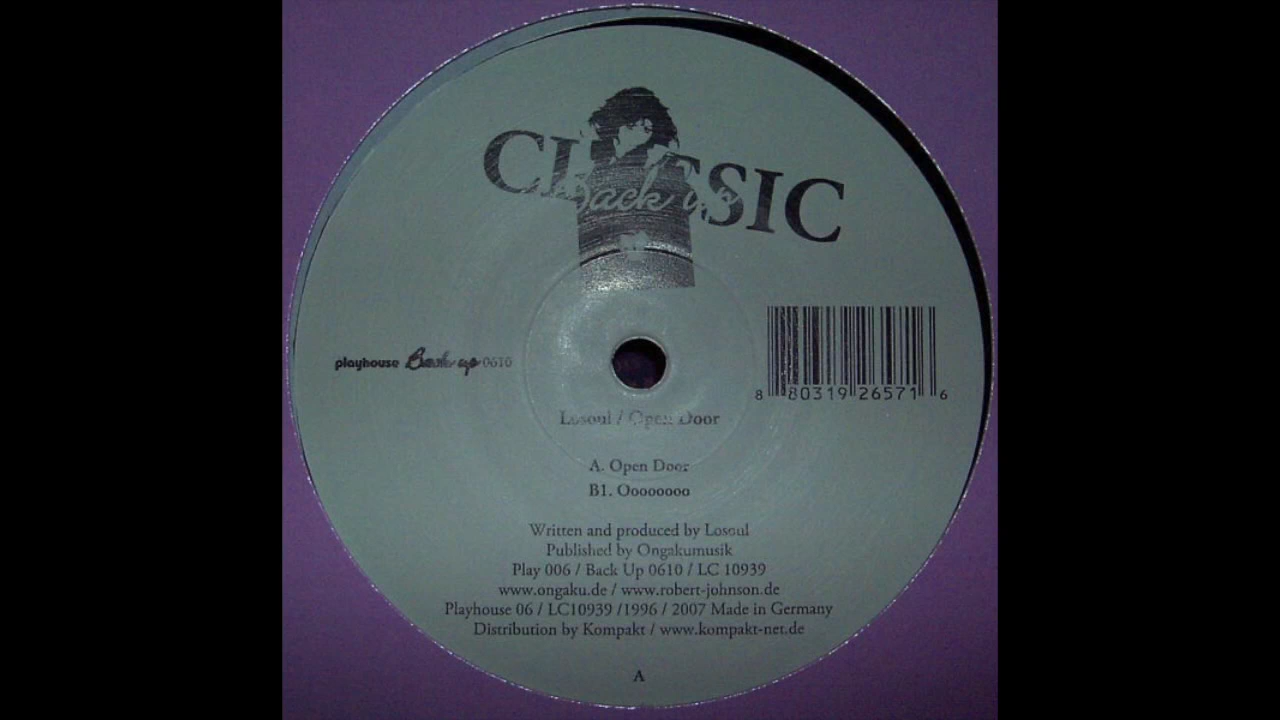 CLASSIC
Back up
playhouse Back up 0610
8 80319 26571 6
Losoul / Open Door
A. Open Door
B1. Oooooooo
Written and produced by Losoul
Published by Ongakumusik
Play 006 / Back Up 0610 / LC 10939
www.ongaku.de / www.robert-johnson.de
Playhouse 06 / LC10939 /1996 / 2007 Made in Germany
Distribution by Kompakt / www.kompakt-net.de
A